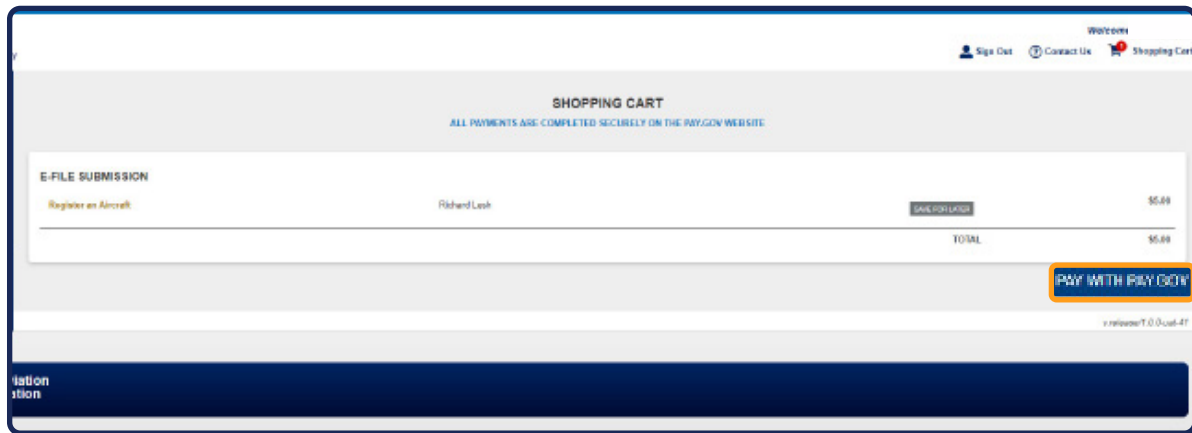 Welcome
Sign Out Contact Us Shopping Cart
y
SHOPPING CART
ALL PAYMENTS ARE COMPLETED SECURELY ON THE PAY.GOV WEBSITE
E-FILE SUBMISSION
Register an Aircraft Richard SAVE FOR LATER $5.00
TOTAL $5.00
PAY WITH PAY.GOV
iation
ation